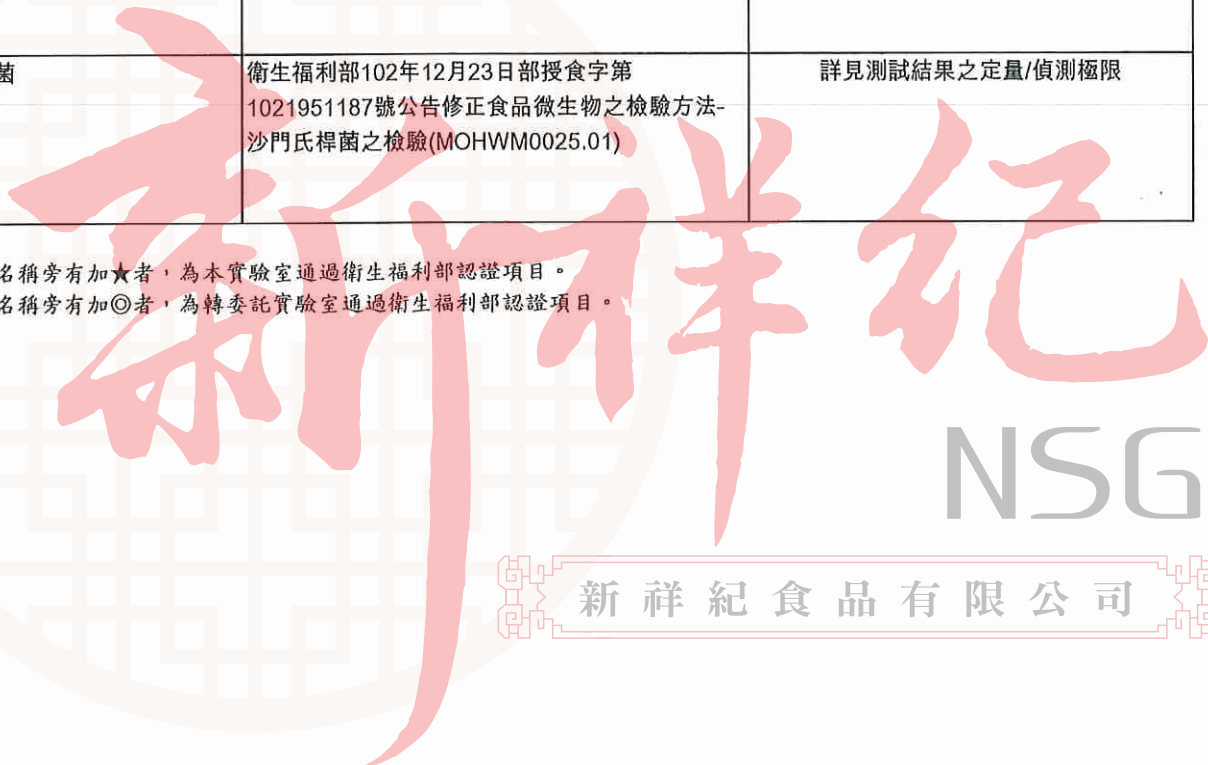 菌
衛生福利部102年12月23日部授食字第
1021951187號公告修正食品微生物之檢驗方法-
沙門氏桿菌之檢驗(MOHWM0025.01)
詳見測試結果之定量/偵測極限
名稱旁有加★者，為本實驗室通過衛生福利部認證項目。
名稱旁有加◎者，為轉委託實驗室通過衛生福利部認證項目。
新祥紀
NSG
新祥紀食品有限公司